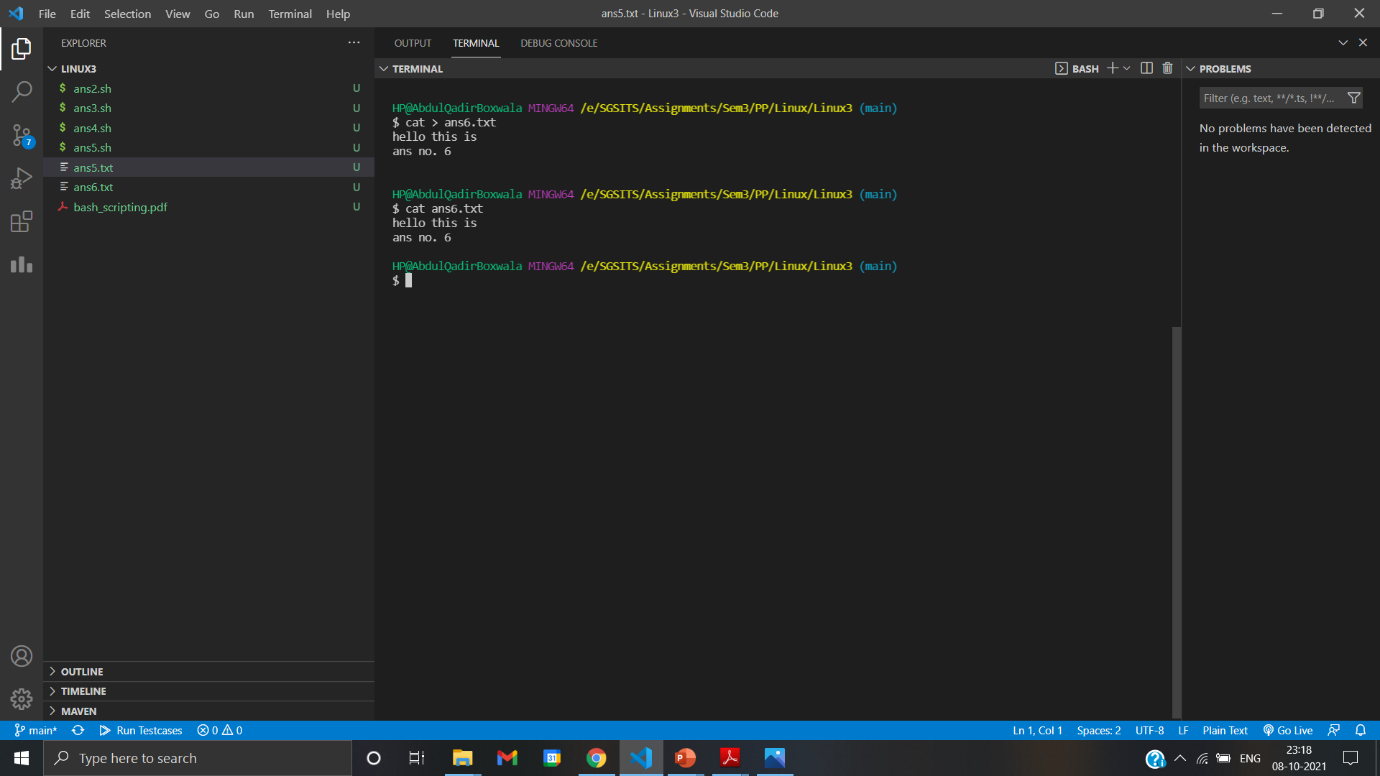 File Edit Selection View Go Run Terminal Help
ans5.txt - Linux3 - Visual Studio Code
EXPLORER
LINUX3
$ ans2.sh U
$ ans3.sh U
$ ans4.sh U
$ ans5.sh U
ans5.txt U
ans6.txt U
bash_scripting.pdf U
7
OUTLINE
TIMELINE
MAVEN
OUTPUT TERMINAL DEBUG CONSOLE
TERMINAL
BASH
HP@AbdulQadirBoxwala MINGW64 /e/SGSITS/Assignments/Sem3/PP/Linux/Linux3 (main)
$ cat > ans6.txt
hello this is
ans no. 6
HP@AbdulQadirBoxwala MINGW64 /e/SGSITS/Assignments/Sem3/PP/Linux/Linux3 (main)
$ cat ans6.txt
hello this is
ans no. 6
HP@AbdulQadirBoxwala MINGW64 /e/SGSITS/Assignments/Sem3/PP/Linux/Linux3 (main)
$
PROBLEMS
Filter (e.g. text, **/*.ts, !**/...
No problems have been detected
in the workspace.
main* Run Testcases 0 0
Ln 1, Col 1 Spaces: 2 UTF-8 LF Plain Text Go Live
Type here to search
31
ENG
23:18
08-10-2021